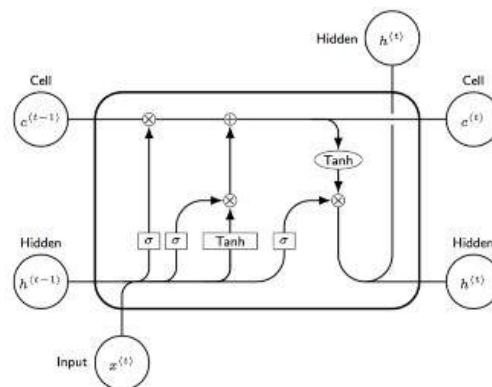 Hidden
h⟨t⟩
Cell
Cell
c⟨t−1⟩
⊗
⊕
c⟨t⟩
Tanh
⊗
⊗
Hidden
σ
σ
Tanh
σ
Hidden
h⟨t−1⟩
h⟨t⟩
Input
x⟨t⟩